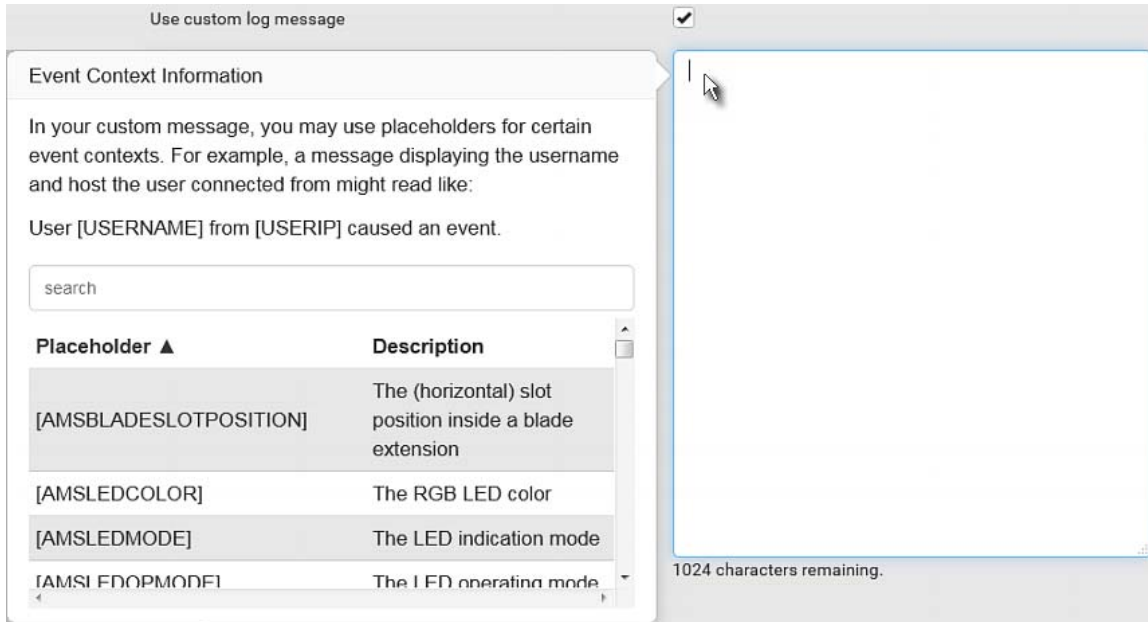 Use custom log message
Event Context Information
In your custom message, you may use placeholders for certain
event contexts. For example, a message displaying the username
and host the user connected from might read like:
User [USERNAME] from [USERIP] caused an event.
search
Placeholder ▲ Description
[AMSBLADESLOTPOSITION] The (horizontal) slot
position inside a blade
extension
[AMSLEDCOLOR] The RGB LED color
[AMSLEDMODE] The LED indication mode
[AMSLEDOPMODE] The LED operating mode
1024 characters remaining.